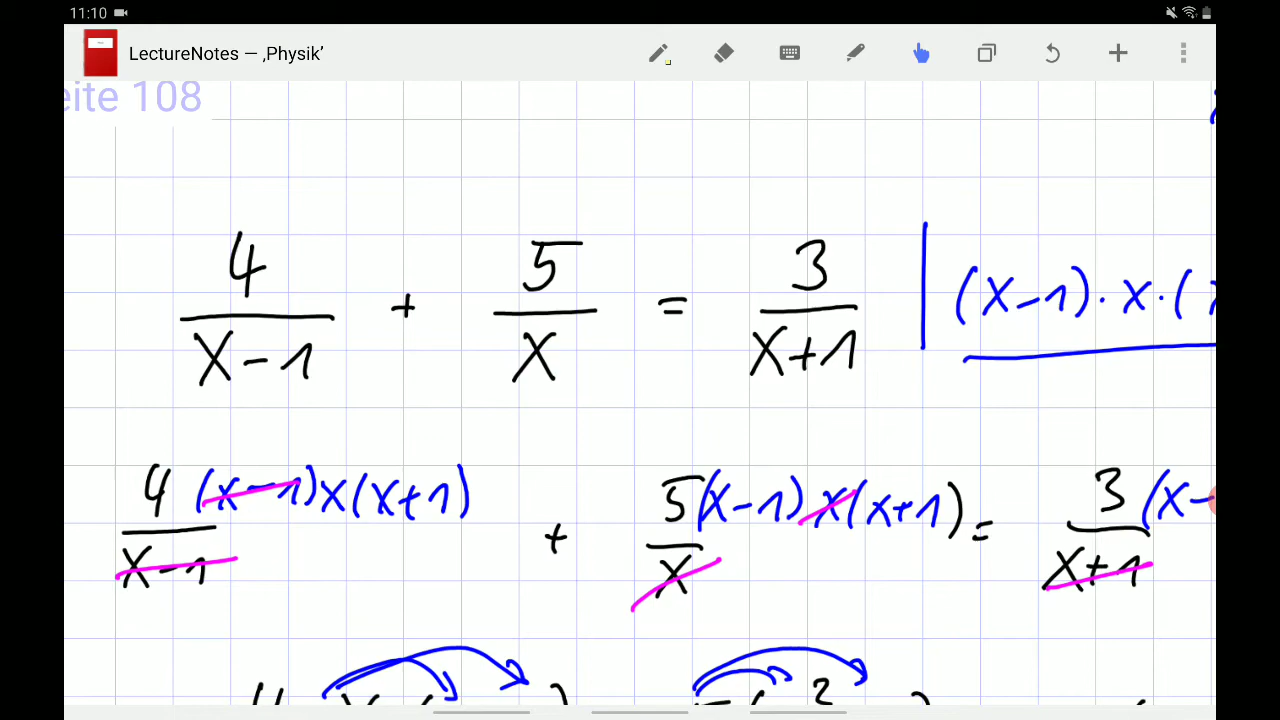 11:10
LectureNotes — ‚Physik’
eite 108
4/(x-1) + 5/x = 3/(x+1) | (x-1)·x·(
4(x-1)x(x+1)/(x-1) + 5(x-1)x(x+1)/x = 3(x-/(x+1)